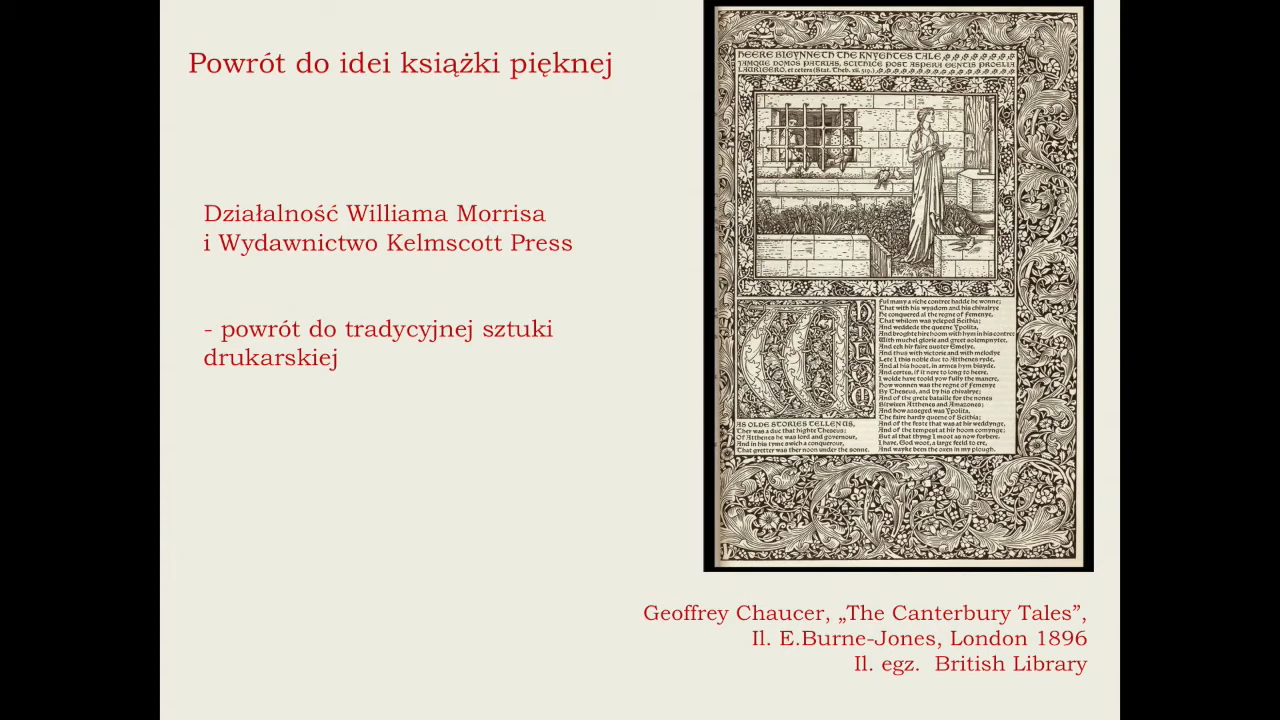 Powrót do idei książki pięknej
Działalność Williama Morrisa
i Wydawnictwo Kelmscott Press
- powrót do tradycyjnej sztuki
drukarskiej
HEERE BIGYNNETH THE KNYGHTES TALE
IAMQUE DOMOS PATRIAS, SCITHICE POST ASPERA GENTIS PROELIA
LAURIGERO, et cetera (Stat. Theb. xii. 519.)
AS OLDE STORIES TELLEN US,
Ther was a duc that highte Theseus;
Of Atthenes he was lord and governour,
And in his tyme swich a conquerour,
That gretter was ther noon under the sonne.
Ful many a riche contree hadde he wonne;
That with his wysdom and his chivalrye
He conquered al the regne of Femenye,
That whilom was ycleped Scithia;
And weddede the queene Ypolita,
And broghte hire hoom with hym in his contree
With muchel glorie and greet solempnytee,
And eek hir faire suster Emelye.
And thus with victorie and with melodye
Lete I this noble duc to Atthenes ryde,
And al his hoost, in armes hym bisyde.
And certes, if it nere to long to heere,
I wolde have toold yow fully the manere,
How wonnen was the regne of Femenye
By Theseus, and by his chivalrye;
And of the grete bataille for the nones
Bitwixen Atthenes and Amazones;
And how asseged was Ypolita,
The faire hardy queene of Scithia;
And of the feste that was at hir weddynge,
And of the tempest at hir hoom comynge;
But al that thyng I moot as now forbere.
I have, God woot, a large feeld to ere,
And wayke been the oxen in my plough.
Geoffrey Chaucer, „The Canterbury Tales”,
Il. E.Burne-Jones, London 1896
Il. egz. British Library